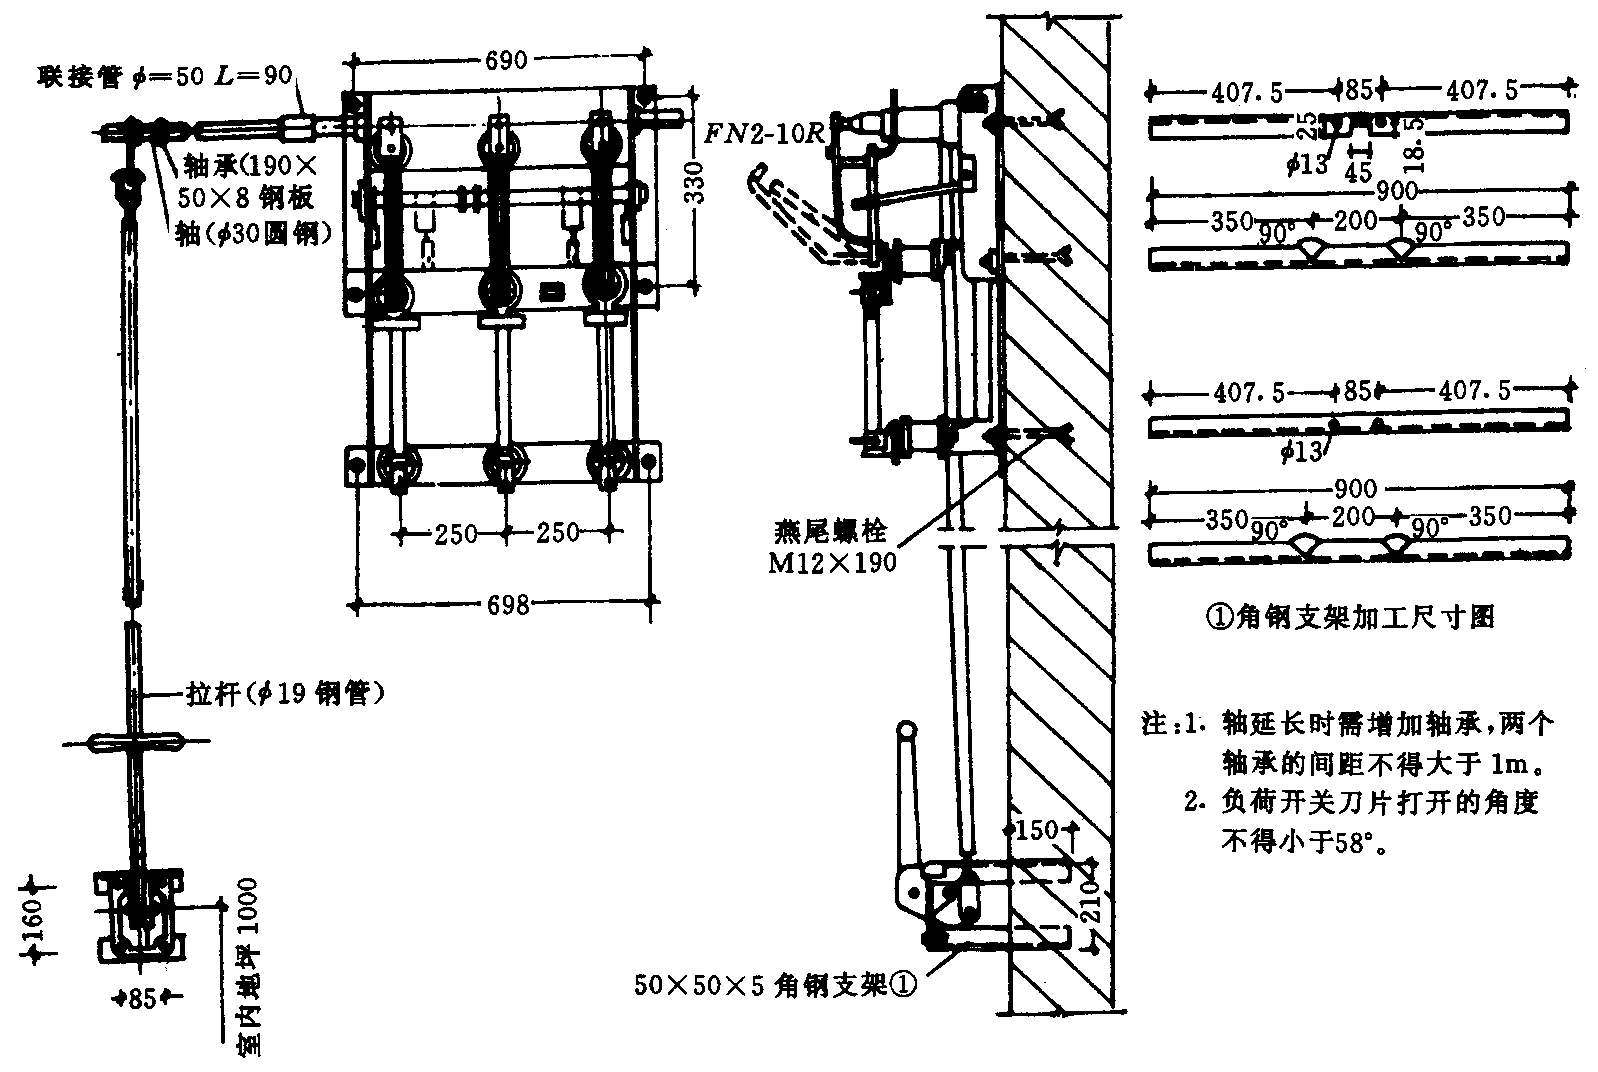 690
联接管 ϕ=50 L=90
轴承(190×
50×8 钢板
轴(ϕ30圆钢)
330
250 250
698
拉杆(ϕ19 钢管)
160
85
室内地坪 1000
FN2-10R
燕尾螺栓
M12×190
150
210
50×50×5 角钢支架①
407.5 85 407.5
25
ϕ13
45
18.5
900
350 200 350
90° 90°
407.5 85 407.5
ϕ13
900
350 200 350
90° 90°
①角钢支架加工尺寸图
注:1. 轴延长时需增加轴承,两个
轴承的间距不得大于 1m。
2. 负荷开关刀片打开的角度
不得小于58°。